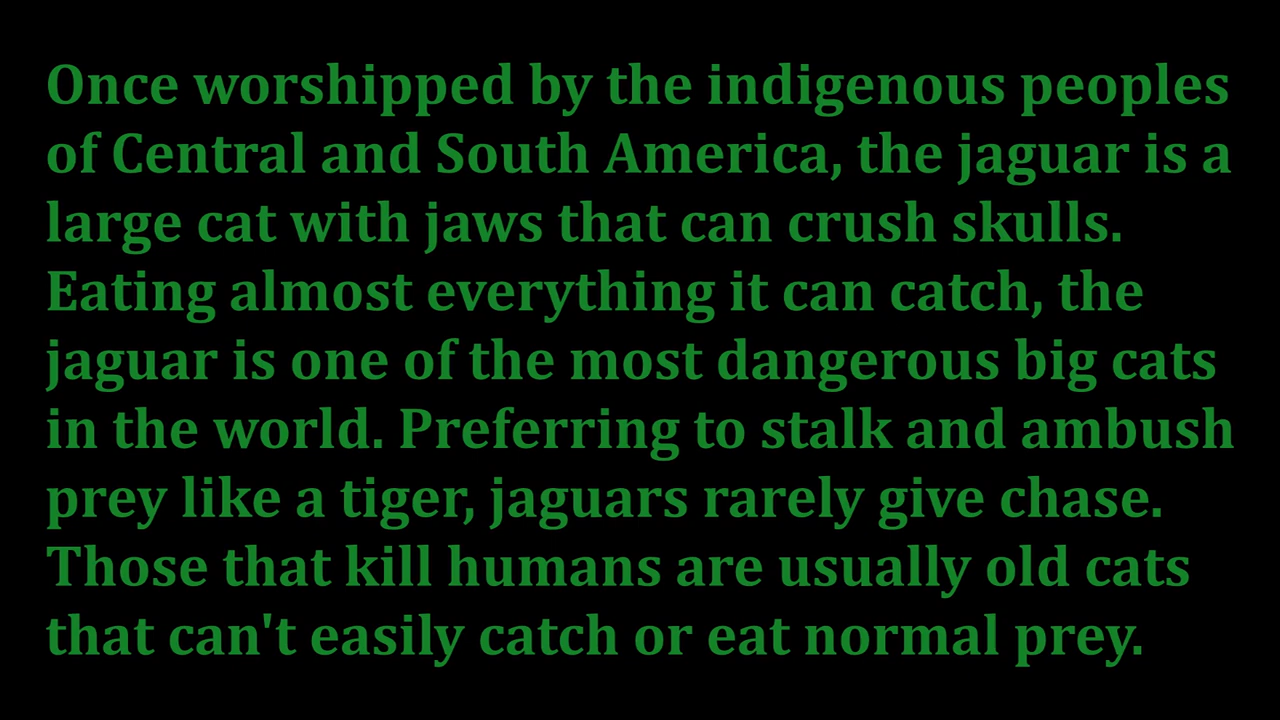 Once worshipped by the indigenous peoples
of Central and South America, the jaguar is a
large cat with jaws that can crush skulls.
Eating almost everything it can catch, the
jaguar is one of the most dangerous big cats
in the world. Preferring to stalk and ambush
prey like a tiger, jaguars rarely give chase.
Those that kill humans are usually old cats
that can't easily catch or eat normal prey.